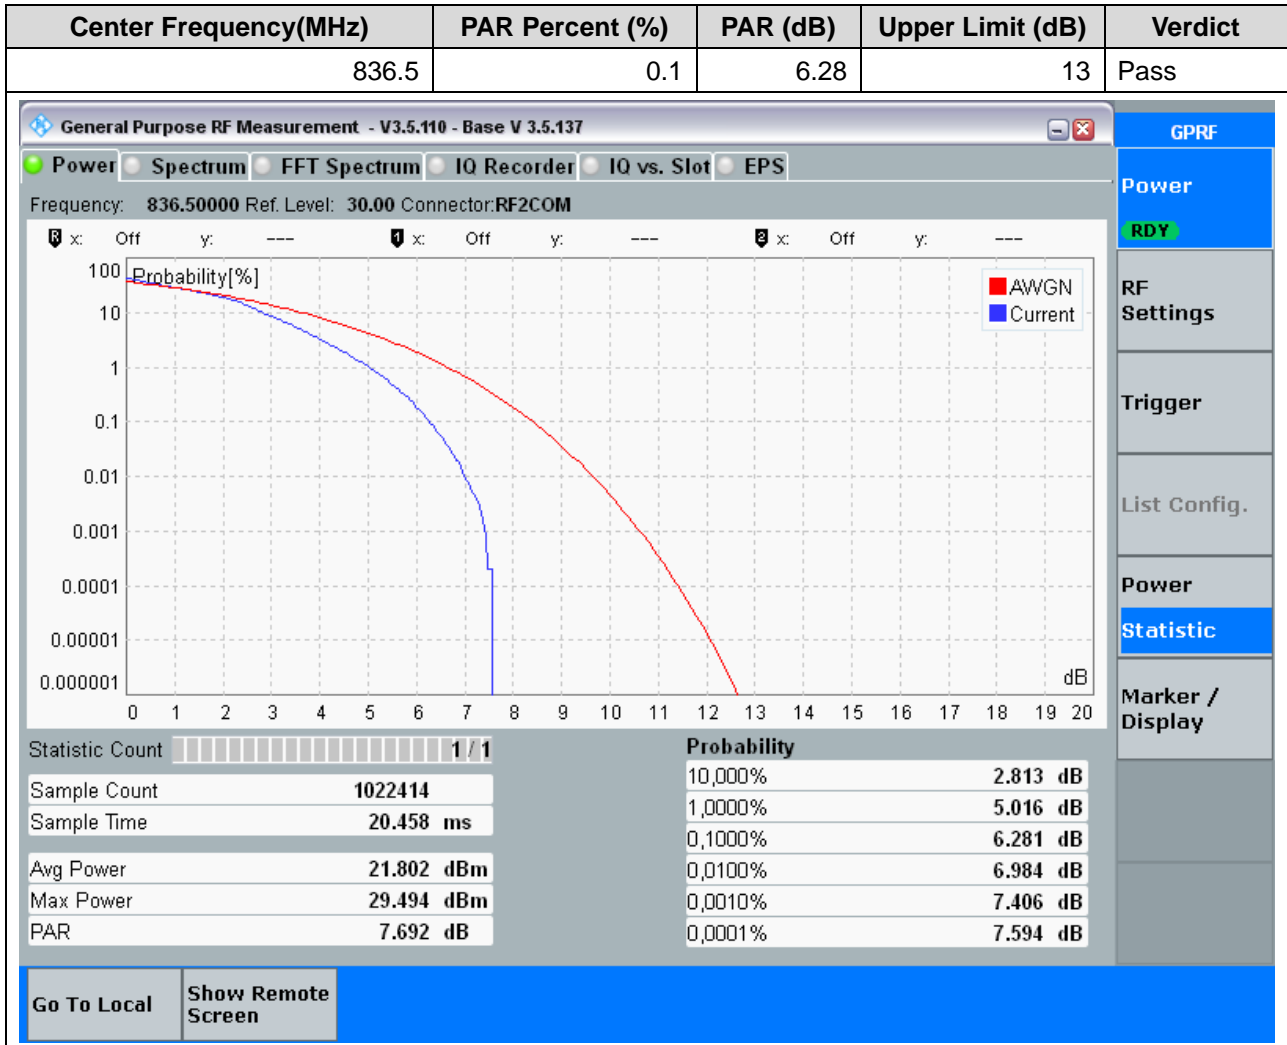 Center Frequency(MHz) PAR Percent (%) PAR (dB) Upper Limit (dB) Verdict
836.5 0.1 6.28 13 Pass
General Purpose RF Measurement - V3.5.110 - Base V 3.5.137
GPRF
Power Spectrum FFT Spectrum IQ Recorder IQ vs. Slot EPS
Power
RDY
Frequency: 836.50000 Ref. Level: 30.00 Connector:RF2COM
R x: Off y: --- 1 x: Off y: --- 2 x: Off y: ---
Probability[%]
AWGN
Current
100
10
1
0.1
0.01
0.001
0.0001
0.00001
0.000001
dB
0 1 2 3 4 5 6 7 8 9 10 11 12 13 14 15 16 17 18 19 20
RF
Settings
Trigger
List Config.
Power
Statistic
Marker /
Display
Statistic Count 1 / 1
Sample Count 1022414
Sample Time 20.458 ms
Avg Power 21.802 dBm
Max Power 29.494 dBm
PAR 7.692 dB
Probability
10,000% 2.813 dB
1,0000% 5.016 dB
0,1000% 6.281 dB
0,0100% 6.984 dB
0,0010% 7.406 dB
0,0001% 7.594 dB
Go To Local
Show Remote
Screen